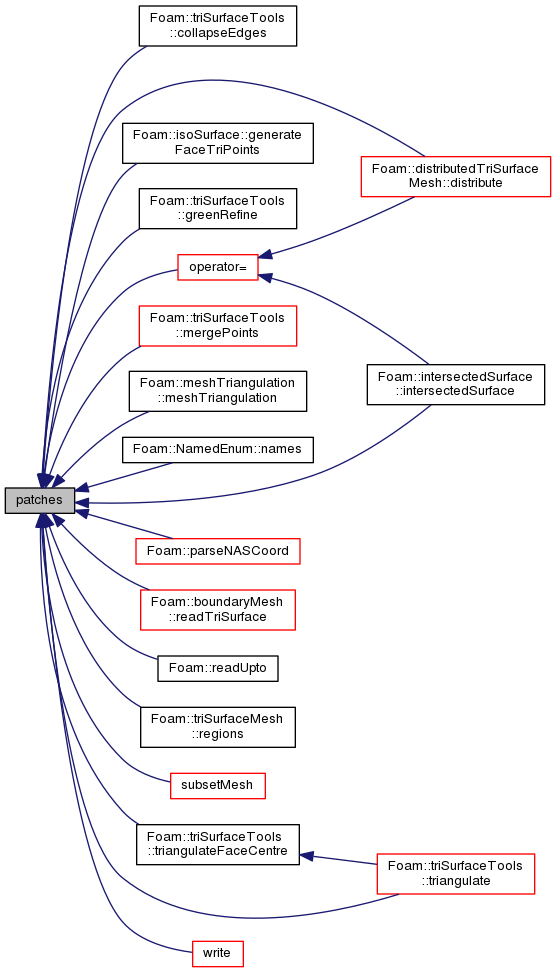 Foam::triSurfaceTools
::collapseEdges
Foam::isoSurface::generate
FaceTriPoints
Foam::distributedTriSurface
Mesh::distribute
Foam::triSurfaceTools
::greenRefine
operator=
Foam::triSurfaceTools
::mergePoints
Foam::meshTriangulation
::meshTriangulation
Foam::intersectedSurface
::intersectedSurface
Foam::NamedEnum::names
patches
Foam::parseNASCoord
Foam::boundaryMesh
::readTriSurface
Foam::readUpto
Foam::triSurfaceMesh
::regions
subsetMesh
Foam::triSurfaceTools
::triangulateFaceCentre
Foam::triSurfaceTools
::triangulate
write